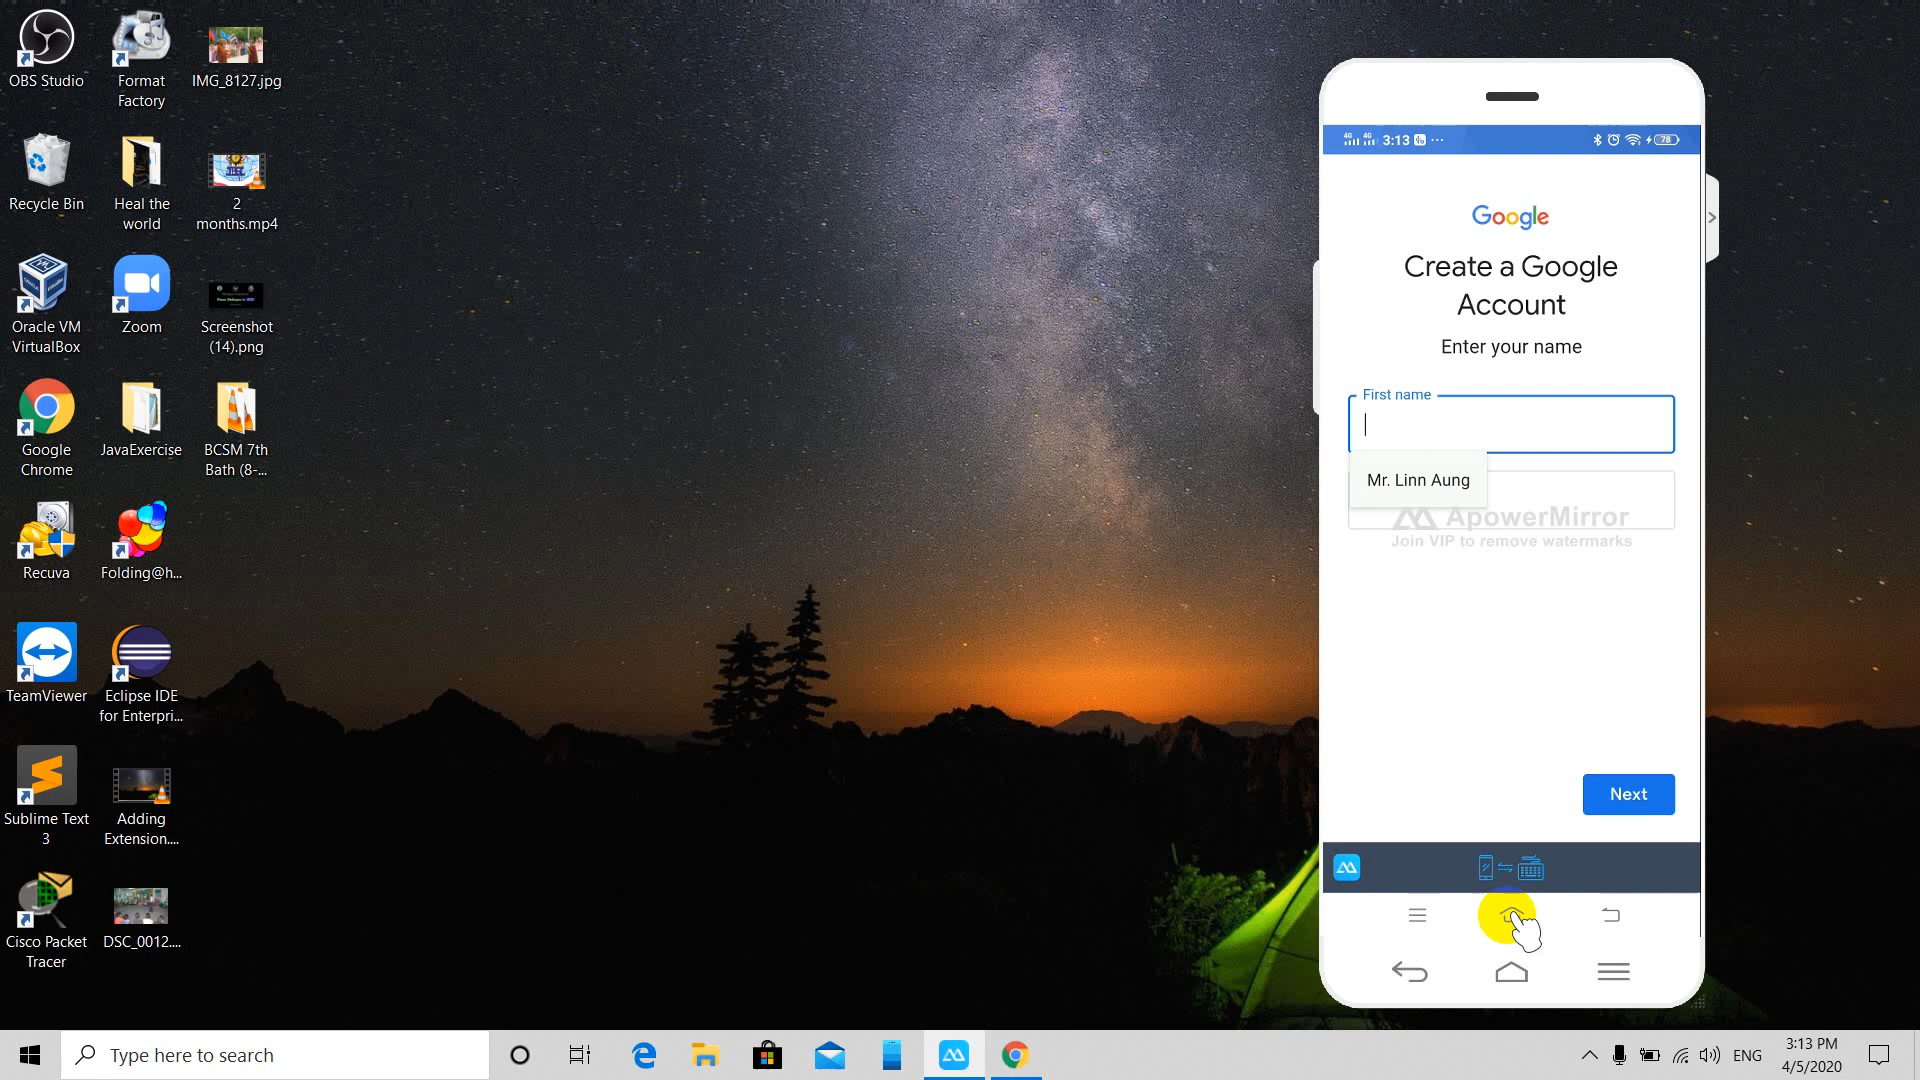 OBS Studio
Format
Factory
IMG_8127.jpg
Recycle Bin
Heal the
world
2
months.mp4
Oracle VM
VirtualBox
Zoom
Screenshot
(14).png
Google
Chrome
JavaExercise
BCSM 7th
Bath (8-...
Recuva
Folding@h...
TeamViewer
Eclipse IDE
for Enterpri...
Sublime Text
3
Adding
Extension....
Cisco Packet
Tracer
DSC_0012....
3:13
78
Google
Create a Google
Account
Enter your name
First name
Mr. Linn Aung
ApowerMirror
Join VIP to remove watermarks
Next
Type here to search
ENG
3:13 PM
4/5/2020